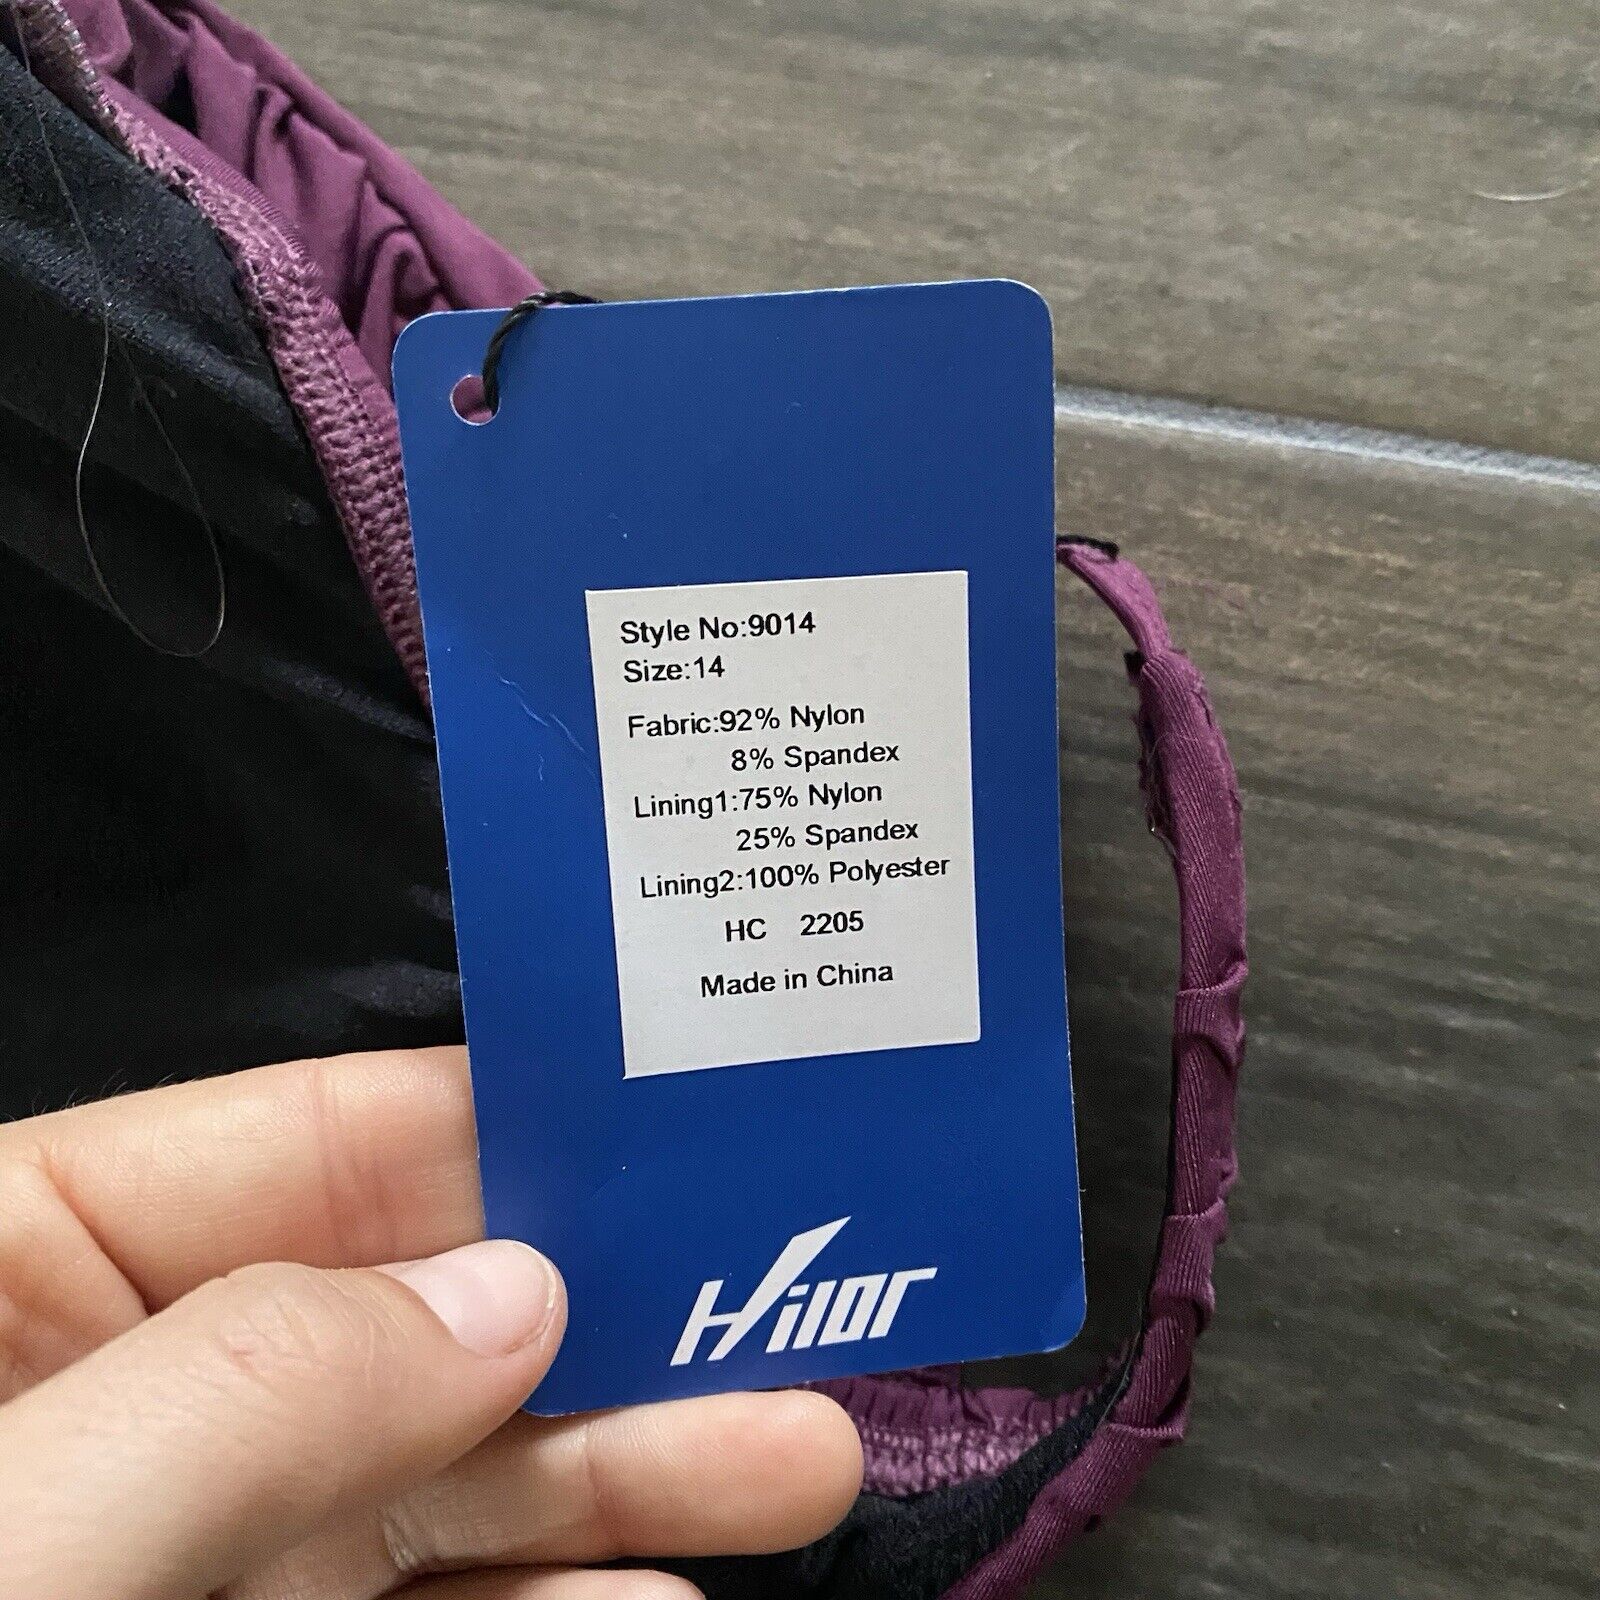 Style No:9014
Size:14
Fabric:92% Nylon
8% Spandex
Lining1:75% Nylon
25% Spandex
Lining2:100% Polyester
HC 2205
Made in China
Hilor